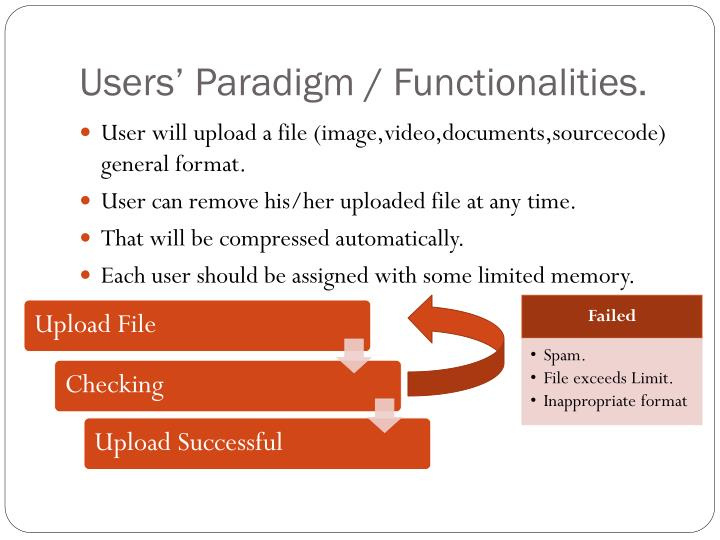 Users’ Paradigm / Functionalities.
• User will upload a file (image,video,documents,sourcecode)
general format.
• User can remove his/her uploaded file at any time.
• That will be compressed automatically.
• Each user should be assigned with some limited memory.
Upload File
Checking
Upload Successful
Failed
• Spam.
• File exceeds Limit.
• Inappropriate format